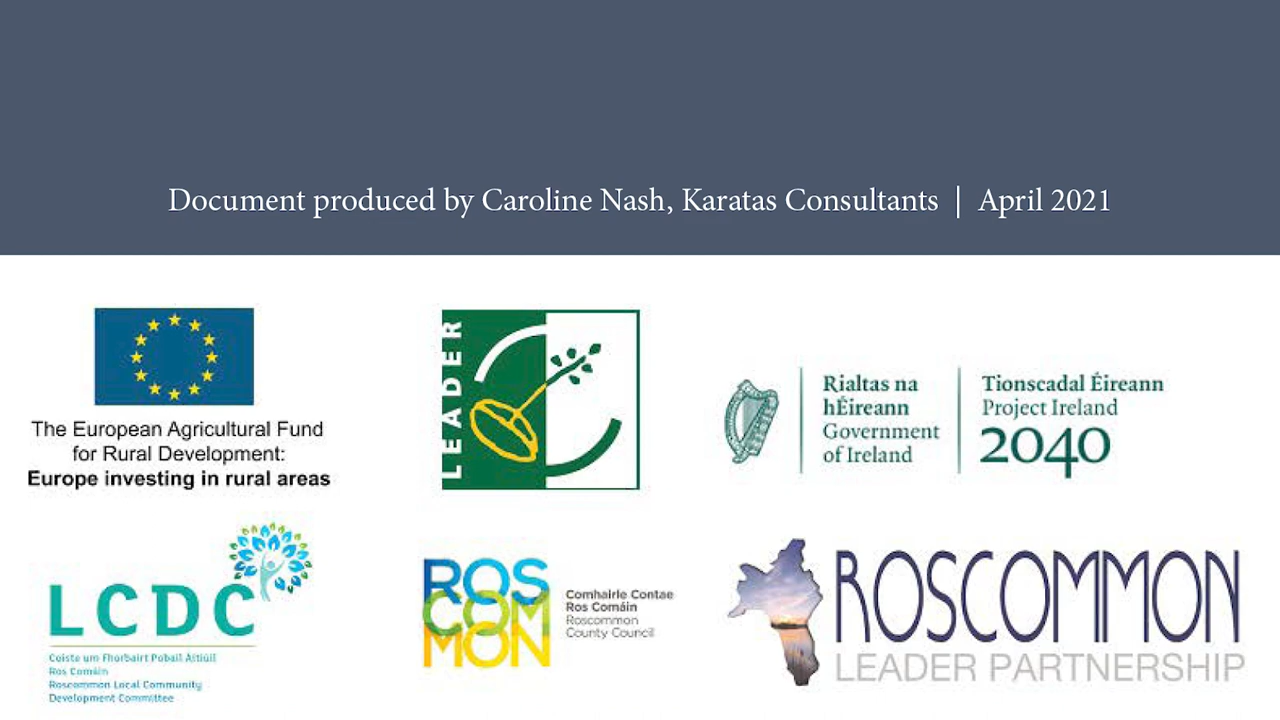 Document produced by Caroline Nash, Karatas Consultants | April 2021
The European Agricultural Fund
for Rural Development:
Europe investing in rural areas
LEADER
Rialtas na
hÉireann
Government
of Ireland
Tionscadal Éireann
Project Ireland
2040
LCDC
Coiste um Fhorbairt Pobail Áitiúil
Ros Comáin
Roscommon Local Community
Development Committee
ROS
COM
MON
Comhairle Contae
Ros Comáin
Roscommon
County Council
ROSCOMMON
LEADER PARTNERSHIP